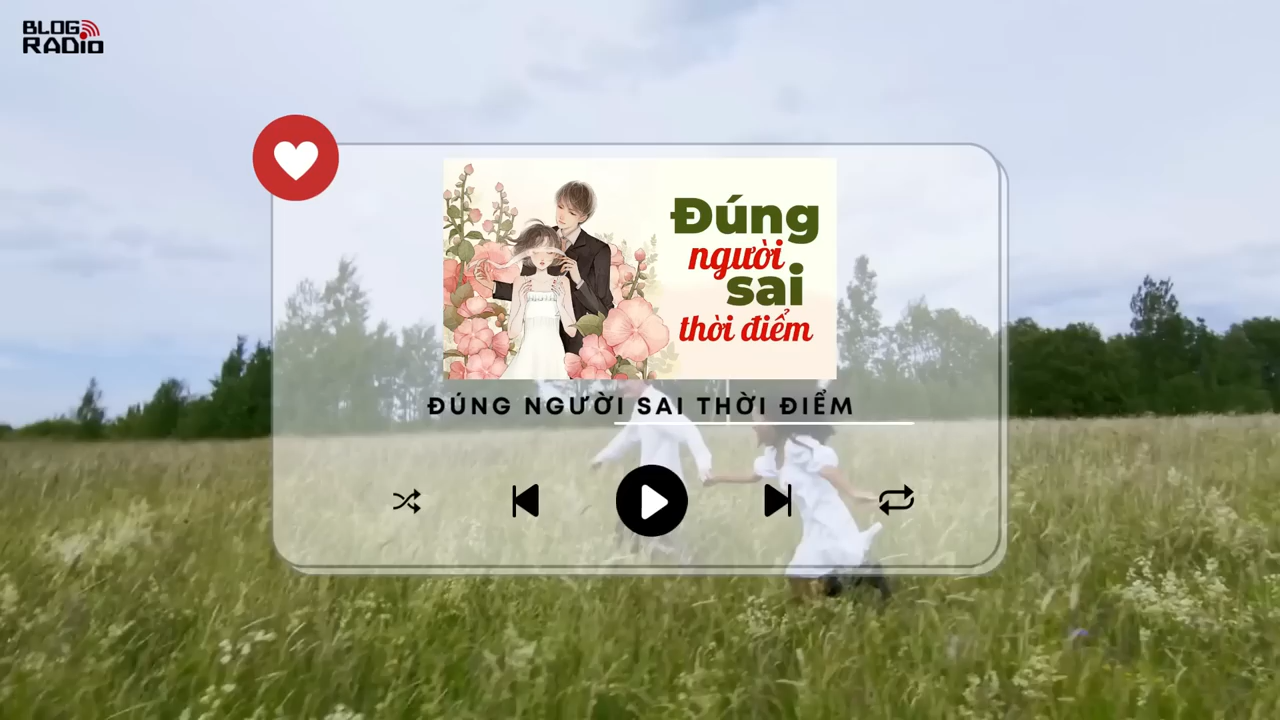 BLOG
RADIO
Đúng
người
sai
thời điểm
ĐÚNG NGƯỜI SAI THỜI ĐIỂM